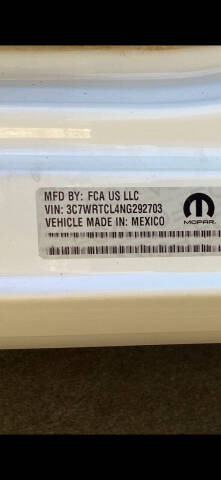 MFD BY: FCA US LLC
VIN: 3C7WRTCL4NG292703
VEHICLE MADE IN: MEXICO
MOPAR.